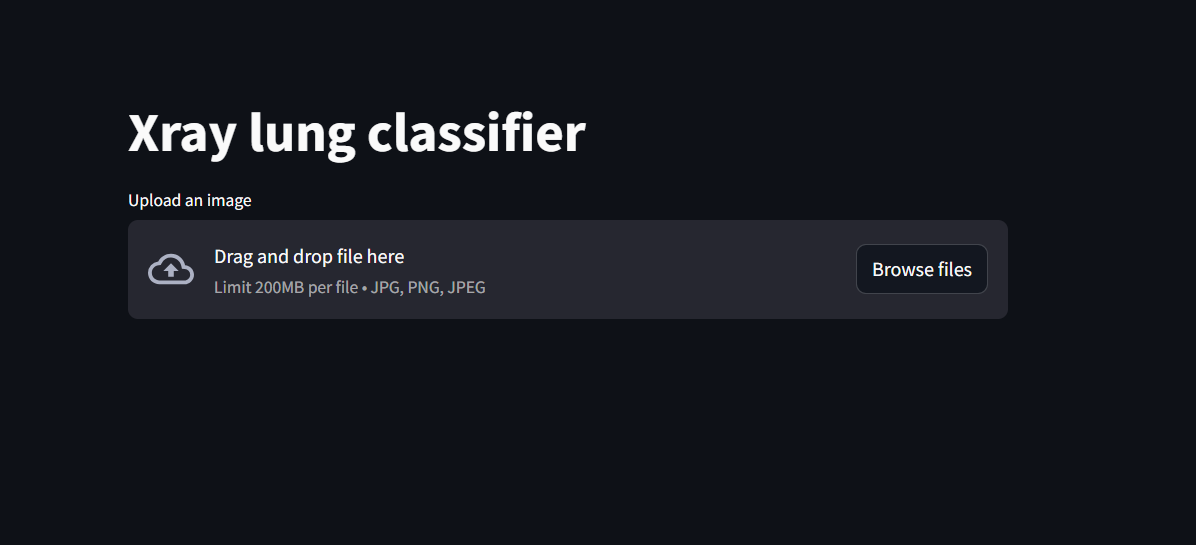 Xray lung classifier
Upload an image
Drag and drop file here
Limit 200MB per file • JPG, PNG, JPEG
Browse files